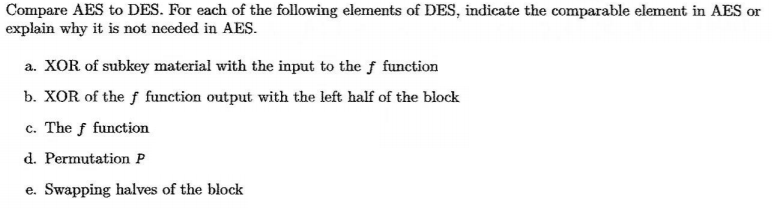 Compare AES to DES. For each of the following elements of DES, indicate the comparable element in AES or
explain why it is not needed in AES.
a. XOR of subkey material with the input to the f function
b. XOR of the f function output with the left half of the block
c. The f function
d. Permutation P
e. Swapping halves of the block